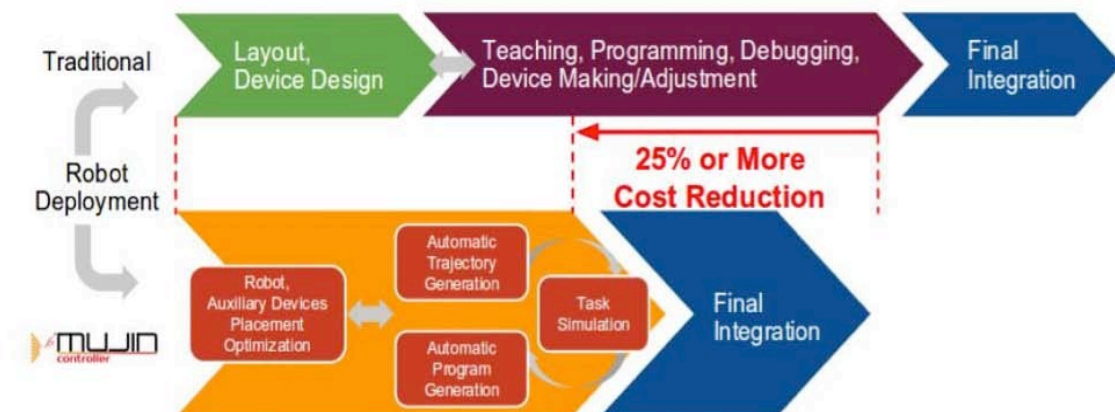 Traditional
Layout,
Device Design
Teaching, Programming, Debugging,
Device Making/Adjustment
Final
Integration
25% or More
Cost Reduction
Robot
Deployment
Robot,
Auxiliary Devices
Placement
Optimization
Automatic
Trajectory
Generation
Task
Simulation
Automatic
Program
Generation
Final
Integration
MUJIN
controller